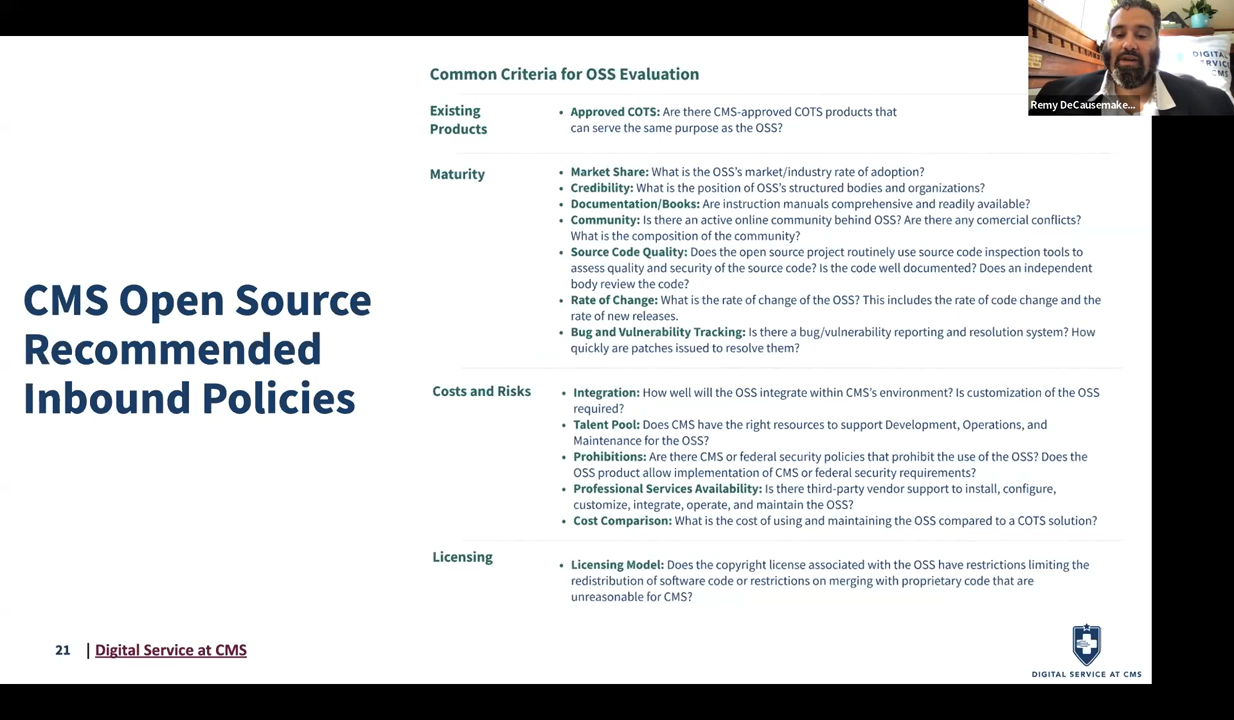 Common Criteria for OSS Evaluation
Existing
Products
• Approved COTS: Are there CMS-approved COTS products that
can serve the same purpose as the OSS?
Maturity
• Market Share: What is the OSS's market/industry rate of adoption?
• Credibility: What is the position of OSS's structured bodies and organizations?
• Documentation/Books: Are instruction manuals comprehensive and readily available?
• Community: Is there an active online community behind OSS? Are there any comercial conflicts?
What is the composition of the community?
• Source Code Quality: Does the open source project routinely use source code inspection tools to
assess quality and security of the source code? Is the code well documented? Does an independent
body review the code?
• Rate of Change: What is the rate of change of the OSS? This includes the rate of code change and the
rate of new releases.
• Bug and Vulnerability Tracking: Is there a bug/vulnerability reporting and resolution system? How
quickly are patches issued to resolve them?
Costs and Risks
• Integration: How well will the OSS integrate within CMS's environment? Is customization of the OSS
required?
• Talent Pool: Does CMS have the right resources to support Development, Operations, and
Maintenance for the OSS?
• Prohibitions: Are there CMS or federal security policies that prohibit the use of the OSS? Does the
OSS product allow implementation of CMS or federal security requirements?
• Professional Services Availability: Is there third-party vendor support to install, configure,
customize, integrate, operate, and maintain the OSS?
• Cost Comparison: What is the cost of using and maintaining the OSS compared to a COTS solution?
Licensing
• Licensing Model: Does the copyright license associated with the OSS have restrictions limiting the
redistribution of software code or restrictions on merging with proprietary code that are
unreasonable for CMS?
CMS Open Source
Recommended
Inbound Policies
21 | Digital Service at CMS
DIGITAL SERVICE AT CMS
DIGITAL
SERVICE
CMS
Remy DeCausemake...